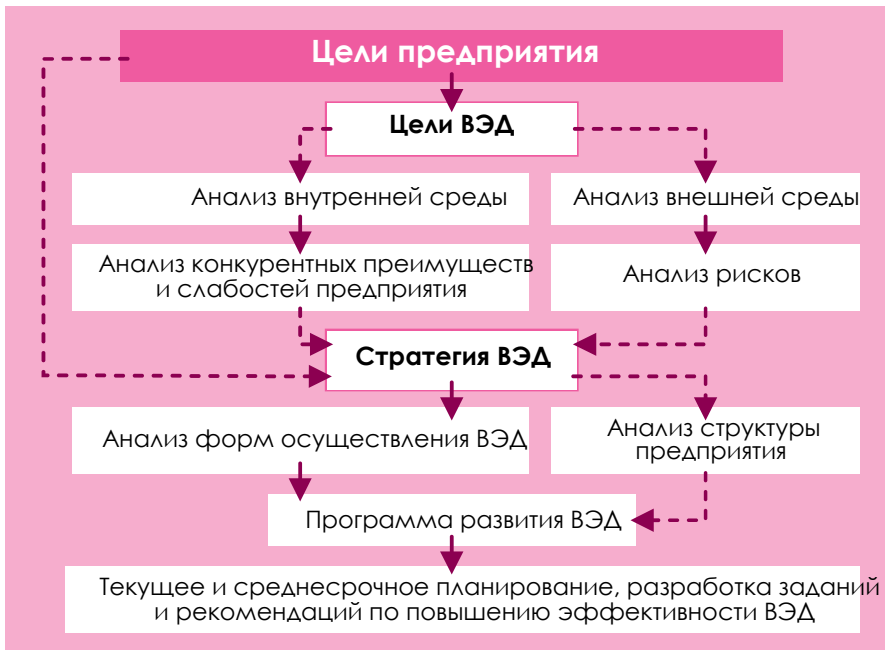 Цели предприятия
Цели ВЭД
Анализ внутренней среды
Анализ внешней среды
Анализ конкурентных преимуществ
и слабостей предприятия
Анализ рисков
Стратегия ВЭД
Анализ форм осуществления ВЭД
Анализ структуры
предприятия
Программа развития ВЭД
Текущее и среднесрочное планирование, разработка заданий
и рекомендаций по повышению эффективности ВЭД